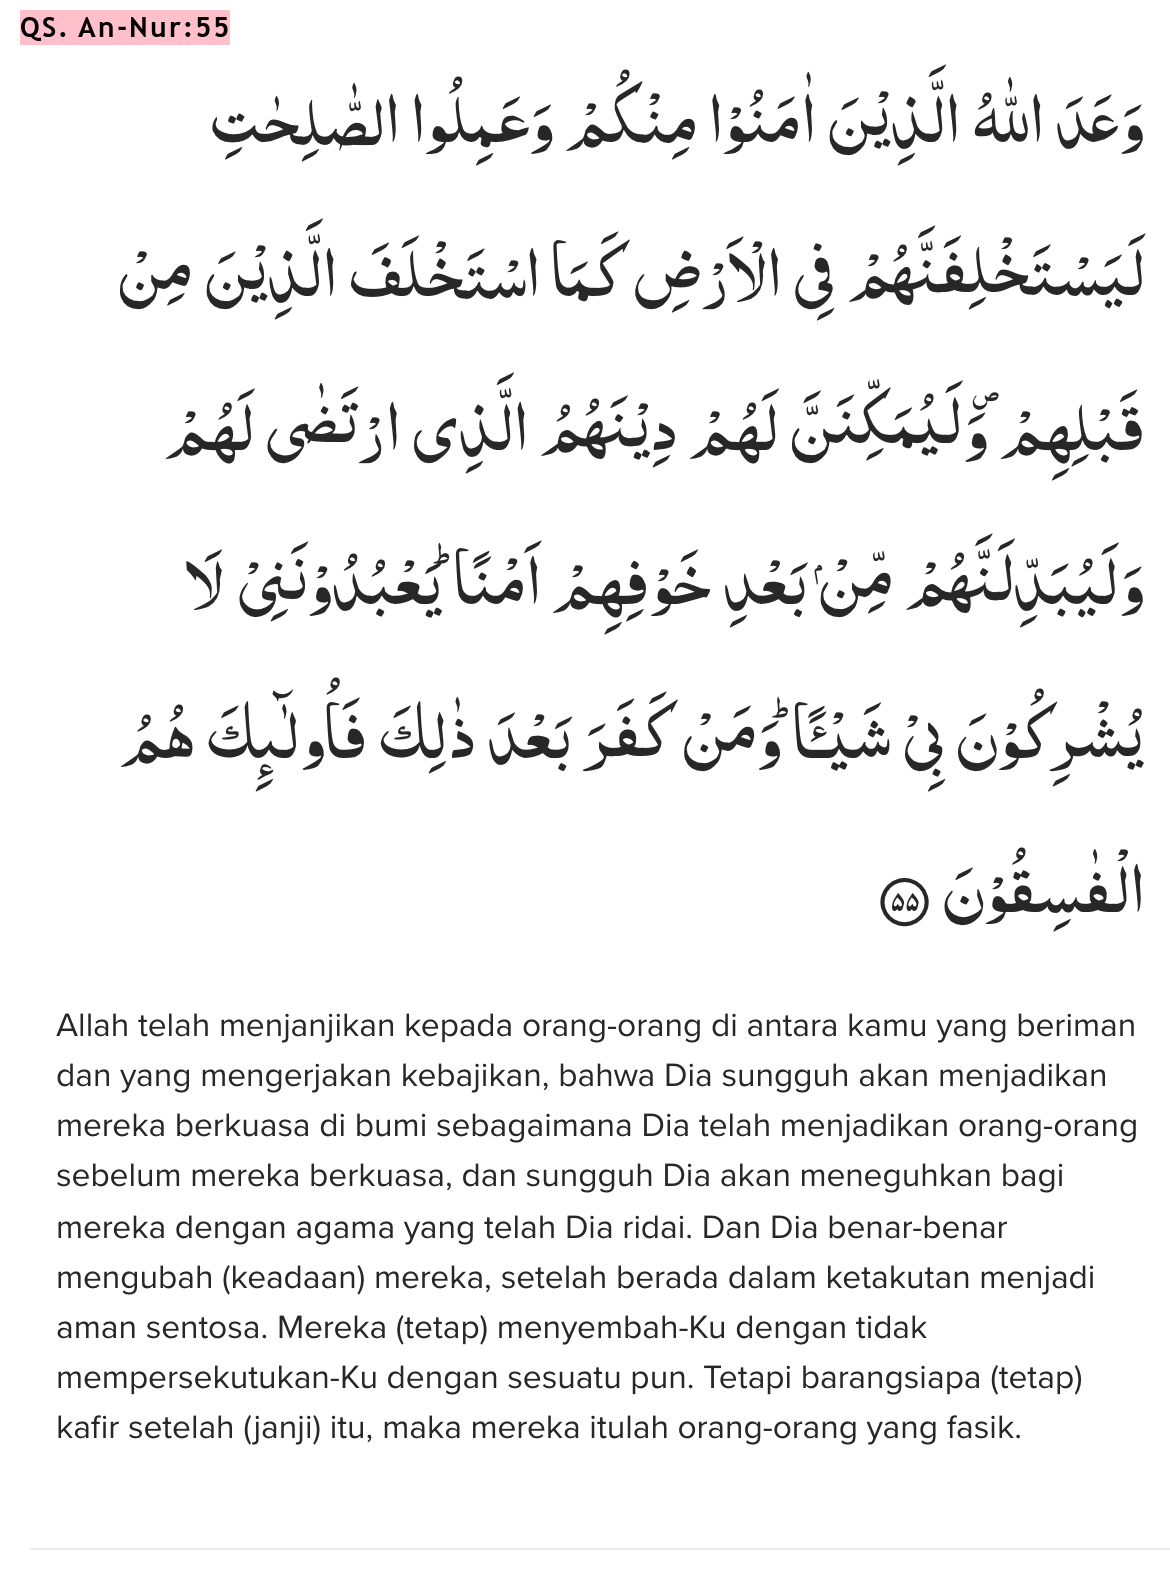 QS. An-Nur:55
وَعَدَ اللّٰهُ الَّذِيْنَ اٰمَنُوْا مِنْكُمْ وَعَمِلُوا الصّٰلِحٰتِ
لَيَسْتَخْلِفَنَّهُمْ فِى الْاَرْضِ كَمَا اسْتَخْلَفَ الَّذِيْنَ مِنْ
قَبْلِهِمْۖ وَلَيُمَكِّنَنَّ لَهُمْ دِيْنَهُمُ الَّذِى ارْتَضٰى لَهُمْ
وَلَيُبَدِّلَنَّهُمْ مِّنْۢ بَعْدِ خَوْفِهِمْ اَمْنًاۗ يَعْبُدُوْنَنِيْ لَا
يُشْرِكُوْنَ بِيْ شَيْـًٔاۗ وَمَنْ كَفَرَ بَعْدَ ذٰلِكَ فَاُولٰۤىِٕكَ هُمُ
الْفٰسِقُوْنَ ۵۵
Allah telah menjanjikan kepada orang-orang di antara kamu yang beriman
dan yang mengerjakan kebajikan, bahwa Dia sungguh akan menjadikan
mereka berkuasa di bumi sebagaimana Dia telah menjadikan orang-orang
sebelum mereka berkuasa, dan sungguh Dia akan meneguhkan bagi
mereka dengan agama yang telah Dia ridai. Dan Dia benar-benar
mengubah (keadaan) mereka, setelah berada dalam ketakutan menjadi
aman sentosa. Mereka (tetap) menyembah-Ku dengan tidak
mempersekutukan-Ku dengan sesuatu pun. Tetapi barangsiapa (tetap)
kafir setelah (janji) itu, maka mereka itulah orang-orang yang fasik.